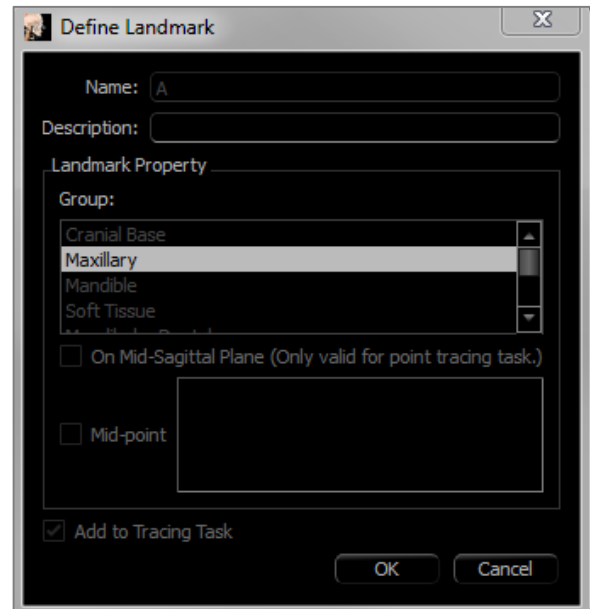 Define Landmark
Name: A
Description:
Landmark Property
Group:
Cranial Base
Maxillary
Mandible
Soft Tissue
On Mid-Sagittal Plane (Only valid for point tracing task.)
Mid-point
Add to Tracing Task
OK Cancel